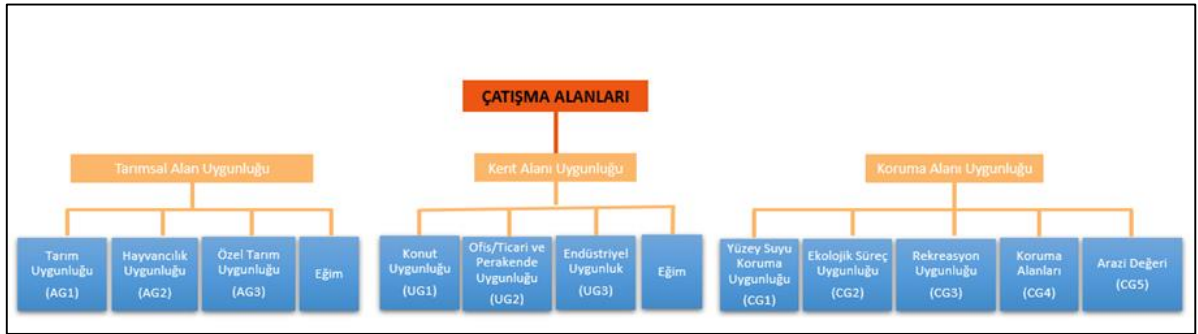 ÇATIŞMA ALANLARI
Tarımsal Alan Uygunluğu
Kent Alanı Uygunluğu
Koruma Alanı Uygunluğu
Tarım
Uygunluğu
(AG1)
Hayvancılık
Uygunluğu
(AG2)
Özel Tarım
Uygunluğu
(AG3)
Eğim
Konut
Uygunluğu
(UG1)
Ofis/Ticari ve
Perakende
Uygunluğu
(UG2)
Endüstriyel
Uygunluk
(UG3)
Eğim
Yüzey Suyu
Koruma
Uygunluğu
(CG1)
Ekolojik Süreç
Uygunluğu
(CG2)
Rekreasyon
Uygunluğu
(CG3)
Koruma
Alanları
(CG4)
Arazi Değeri
(CG5)